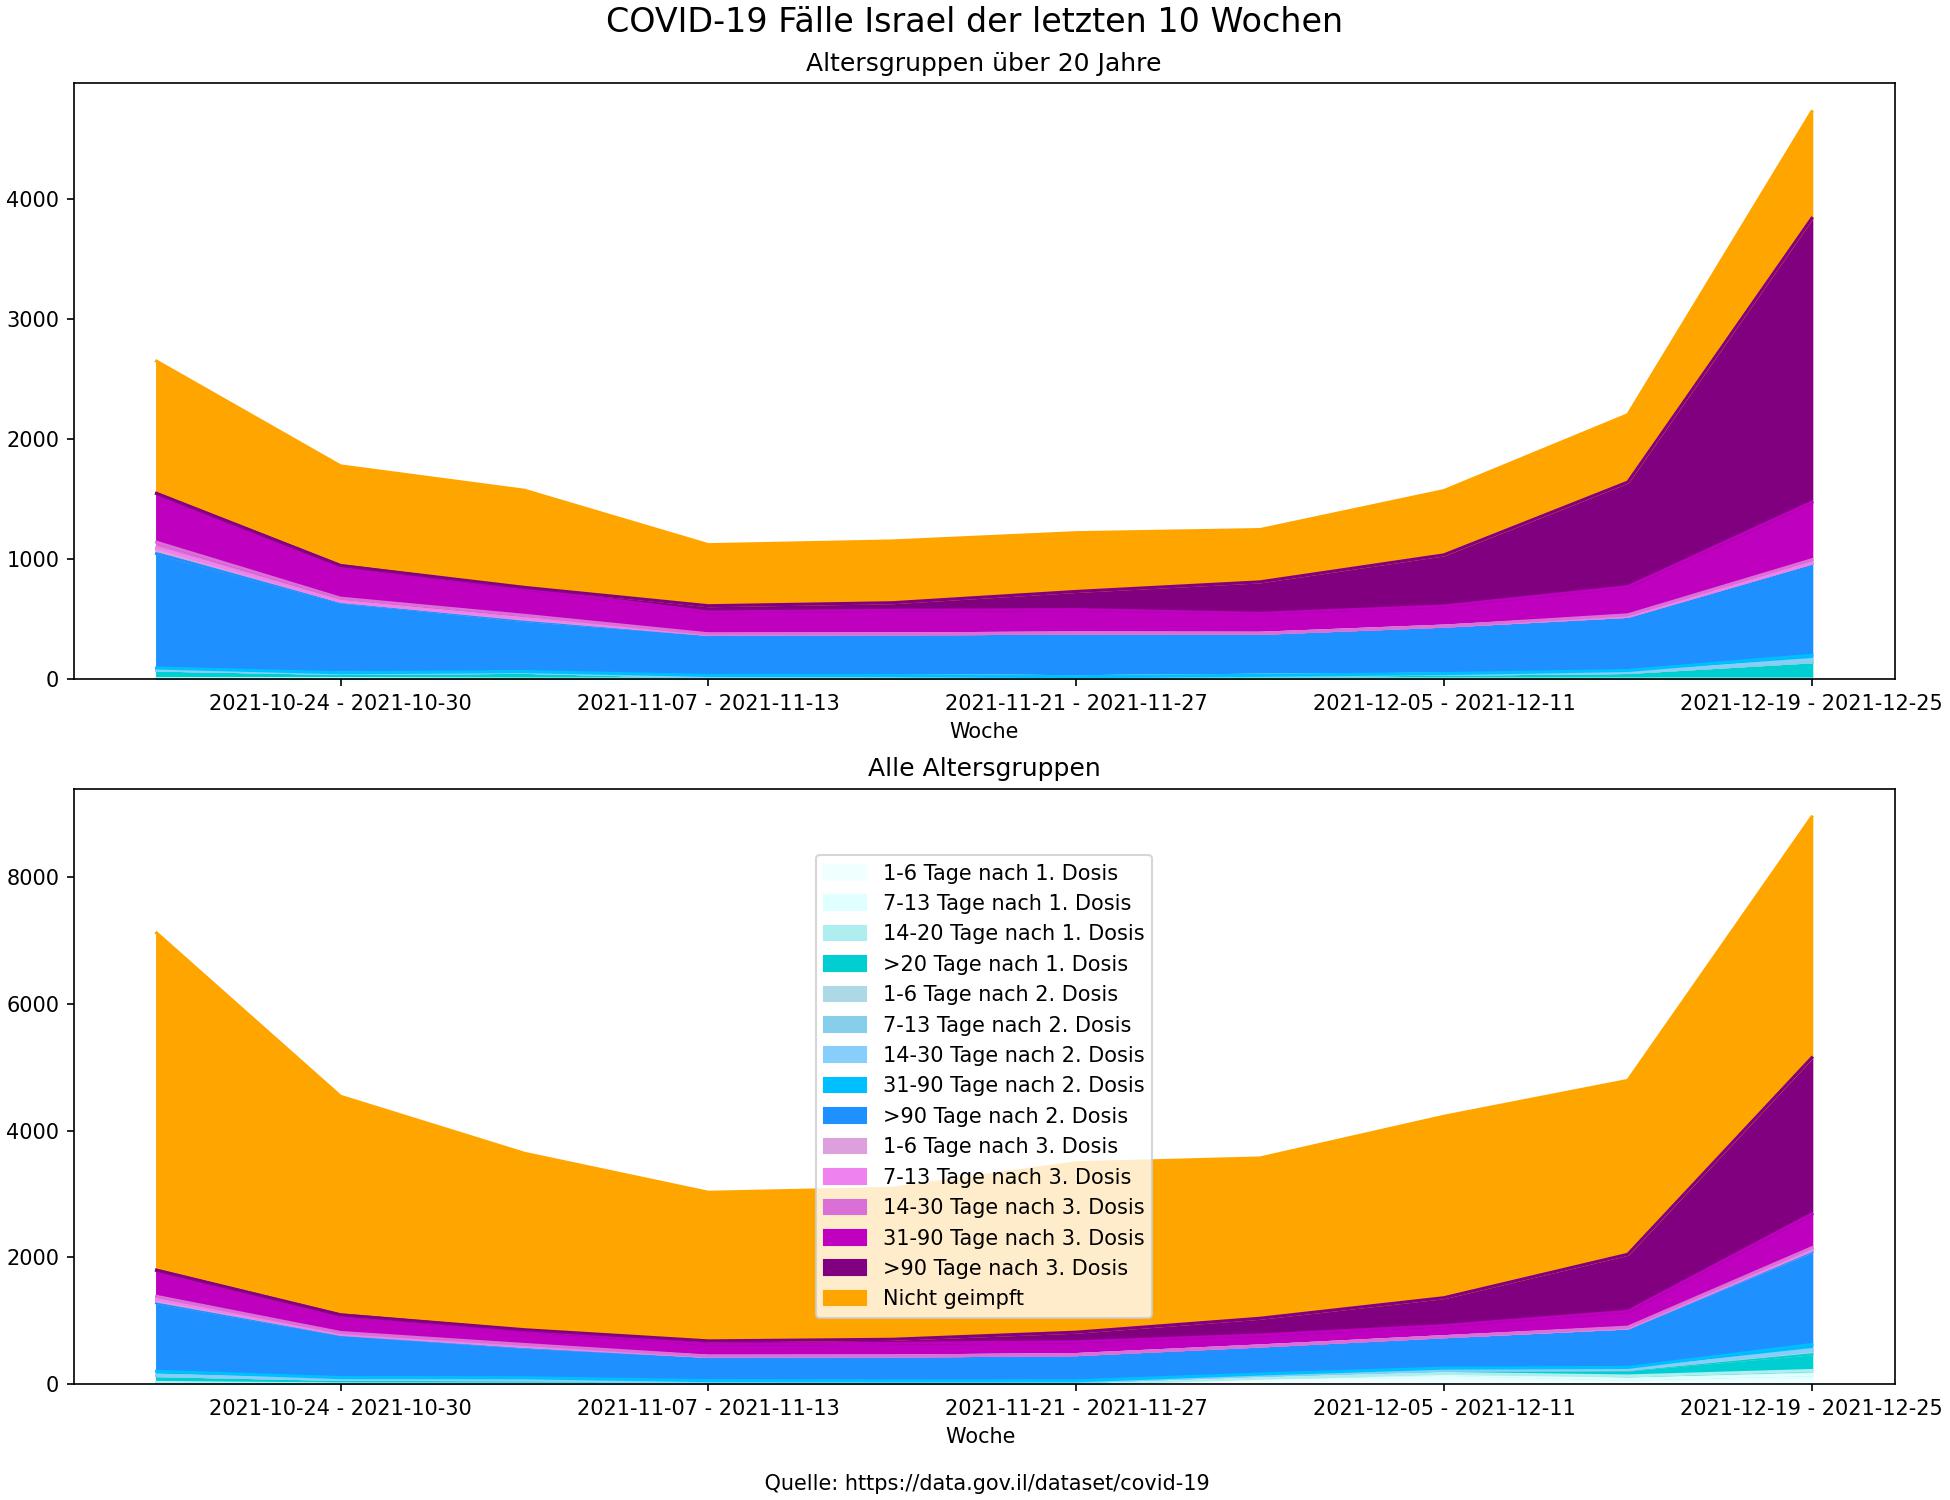 COVID-19 Fälle Israel der letzten 10 Wochen
Altersgruppen über 20 Jahre
4000
3000
2000
1000
0
2021-10-24 - 2021-10-30 2021-11-07 - 2021-11-13 2021-11-21 - 2021-11-27 2021-12-05 - 2021-12-11 2021-12-19 - 2021-12-25
Woche
Alle Altersgruppen
8000
6000
4000
2000
0
1-6 Tage nach 1. Dosis
7-13 Tage nach 1. Dosis
14-20 Tage nach 1. Dosis
>20 Tage nach 1. Dosis
1-6 Tage nach 2. Dosis
7-13 Tage nach 2. Dosis
14-30 Tage nach 2. Dosis
31-90 Tage nach 2. Dosis
>90 Tage nach 2. Dosis
1-6 Tage nach 3. Dosis
7-13 Tage nach 3. Dosis
14-30 Tage nach 3. Dosis
31-90 Tage nach 3. Dosis
>90 Tage nach 3. Dosis
Nicht geimpft
2021-10-24 - 2021-10-30 2021-11-07 - 2021-11-13 2021-11-21 - 2021-11-27 2021-12-05 - 2021-12-11 2021-12-19 - 2021-12-25
Woche
Quelle: https://data.gov.il/dataset/covid-19